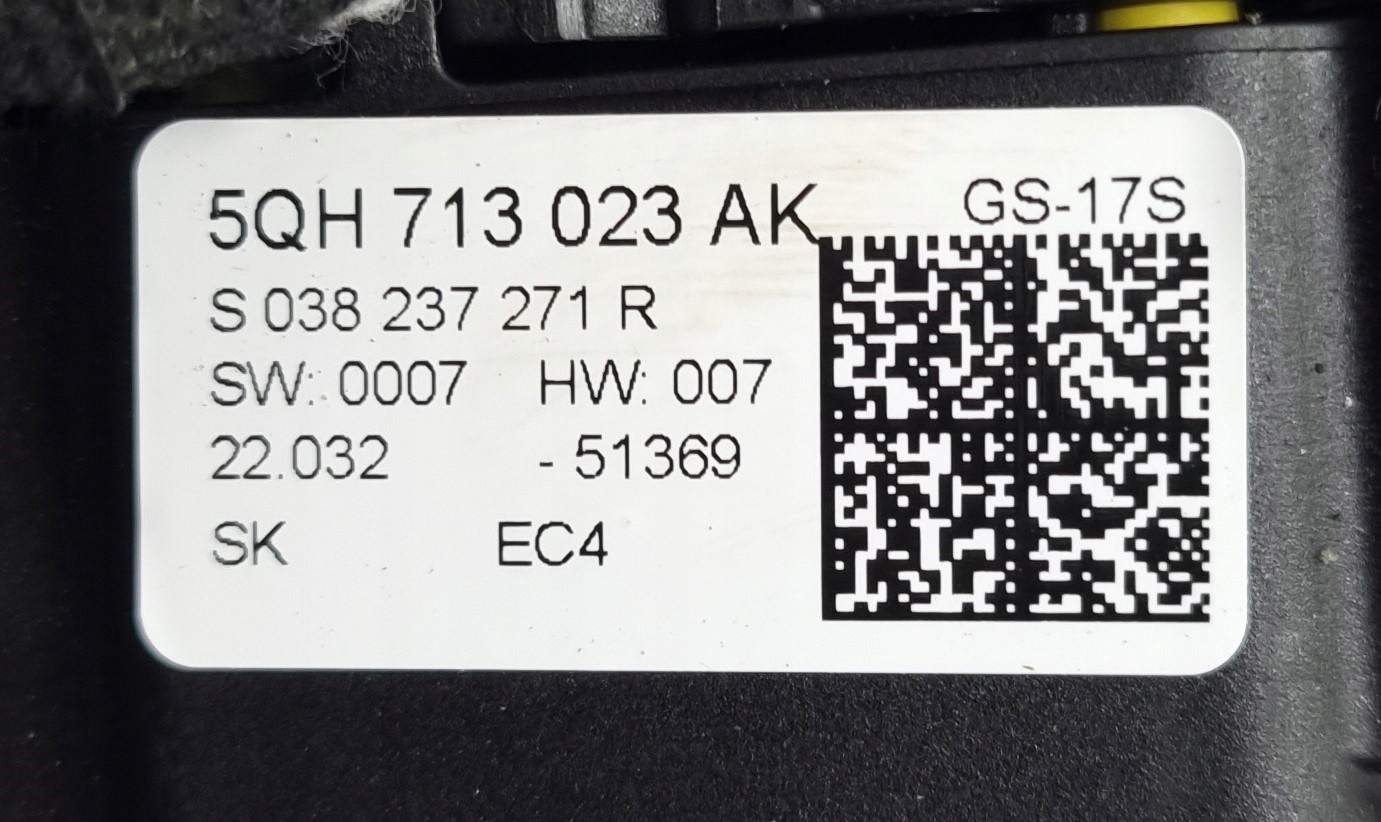 5QH 713 023 AK
GS-17S
S 038 237 271 R
SW: 0007 HW: 007
22.032 - 51369
SK EC4